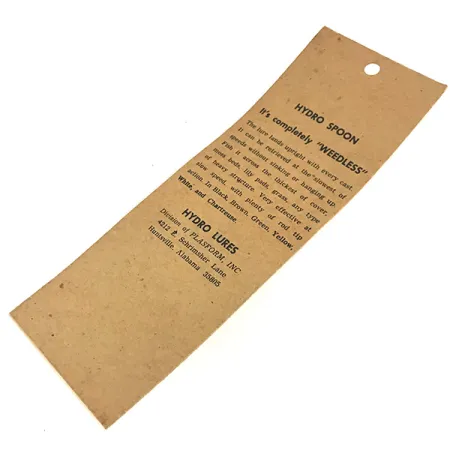 HYDRO SPOON
It's completely "WEEDLESS"
The lure lands upright with every cast.
It can be retrieved at the slowest of
speeds without sinking or hanging up.
Fish it across the thickest of cover,
moss beds, lily pads, grass, any type
of heavy structure. Very effective at
slow speed, with plenty of rod tip
action. In Black, Brown, Green, Yellow,
White, and Chartreuse.
HYDRO LURES
Division of PLASFORM INC
4212 E. Schrimsher Lane
Huntsville, Alabama 35805